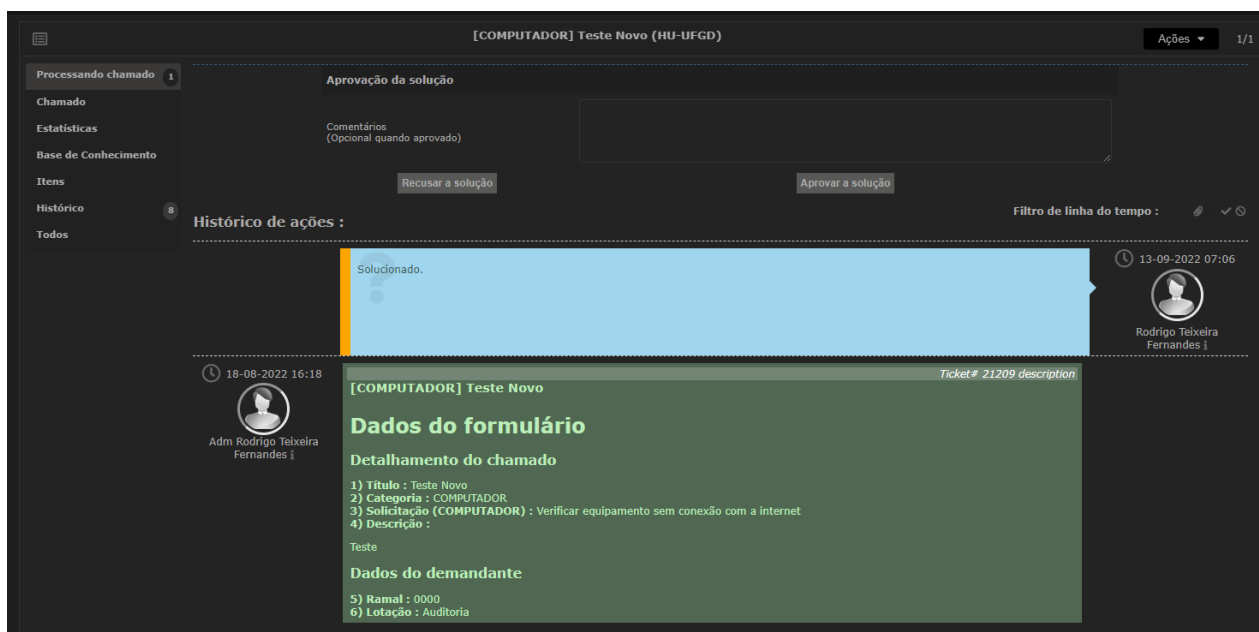 [COMPUTADOR] Teste Novo (HU-UFGD)
Ações
1/1
Processando chamado 1
Chamado
Estatísticas
Base de Conhecimento
Itens
Histórico 8
Todos
Aprovação da solução
Comentários
(Opcional quando aprovado)
Recusar a solução
Aprovar a solução
Histórico de ações :
Filtro de linha do tempo :
Solucionado.
13-09-2022 07:06
Rodrigo Teixeira
Fernandes
18-08-2022 16:18
Adm Rodrigo Teixeira
Fernandes
Ticket# 21209 description
[COMPUTADOR] Teste Novo
Dados do formulário
Detalhamento do chamado
1) Título : Teste Novo
2) Categoria : COMPUTADOR
3) Solicitação (COMPUTADOR) : Verificar equipamento sem conexão com a internet
4) Descrição :
Teste
Dados do demandante
5) Ramal : 0000
6) Lotação : Auditoria